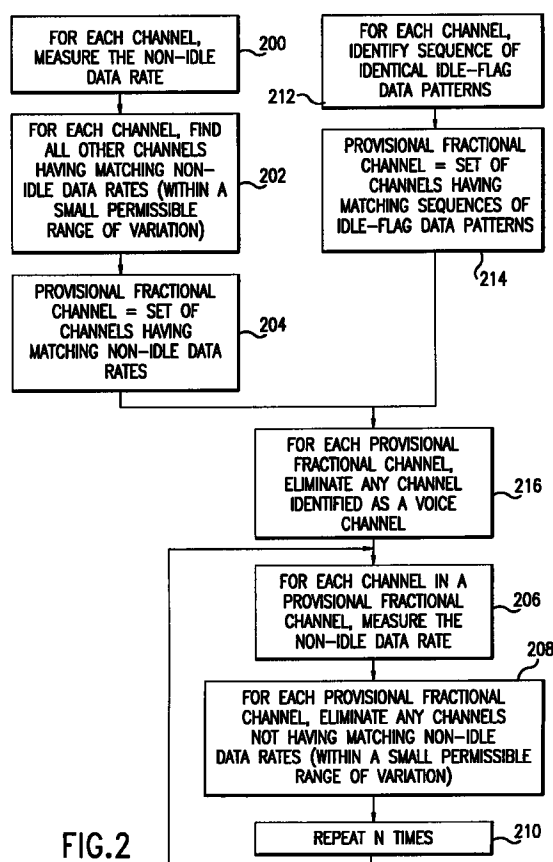 FOR EACH CHANNEL,
MEASURE THE NON-IDLE
DATA RATE
200
FOR EACH CHANNEL, FIND
ALL OTHER CHANNELS
HAVING MATCHING NON-
IDLE DATA RATES (WITHIN A
SMALL PERMISSIBLE
RANGE OF VARIATION)
202
PROVISIONAL FRACTIONAL
CHANNEL = SET OF
CHANNELS HAVING
MATCHING NON-IDLE DATA
RATES
204
FOR EACH CHANNEL,
IDENTIFY SEQUENCE OF
IDENTICAL IDLE-FLAG
DATA PATTERNS
212
PROVISIONAL FRACTIONAL
CHANNEL = SET OF
CHANNELS HAVING
MATCHING SEQUENCES OF
IDLE-FLAG DATA PATTERNS
214
FOR EACH PROVISIONAL
FRACTIONAL CHANNEL,
ELIMINATE ANY CHANNEL
IDENTIFIED AS A VOICE
CHANNEL
216
FOR EACH CHANNEL IN A
PROVISIONAL FRACTIONAL
CHANNEL, MEASURE THE
NON-IDLE DATA RATE
206
208
FOR EACH PROVISIONAL FRACTIONAL
CHANNEL, ELIMINATE ANY CHANNELS
NOT HAVING MATCHING NON-IDLE
DATA RATES (WITHIN A SMALL PERMISSIBLE
RANGE OF VARIATION)
REPEAT N TIMES
210
FIG.2